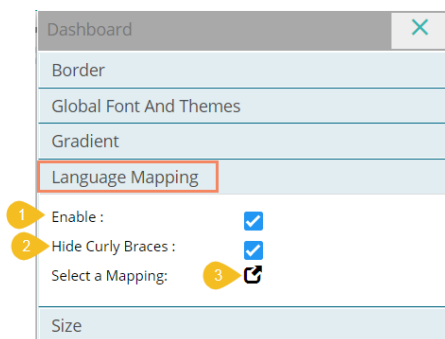 Dashboard
Border
Global Font And Themes
Gradient
Language Mapping
1 Enable :
2 Hide Curly Braces :
Select a Mapping: 3
Size